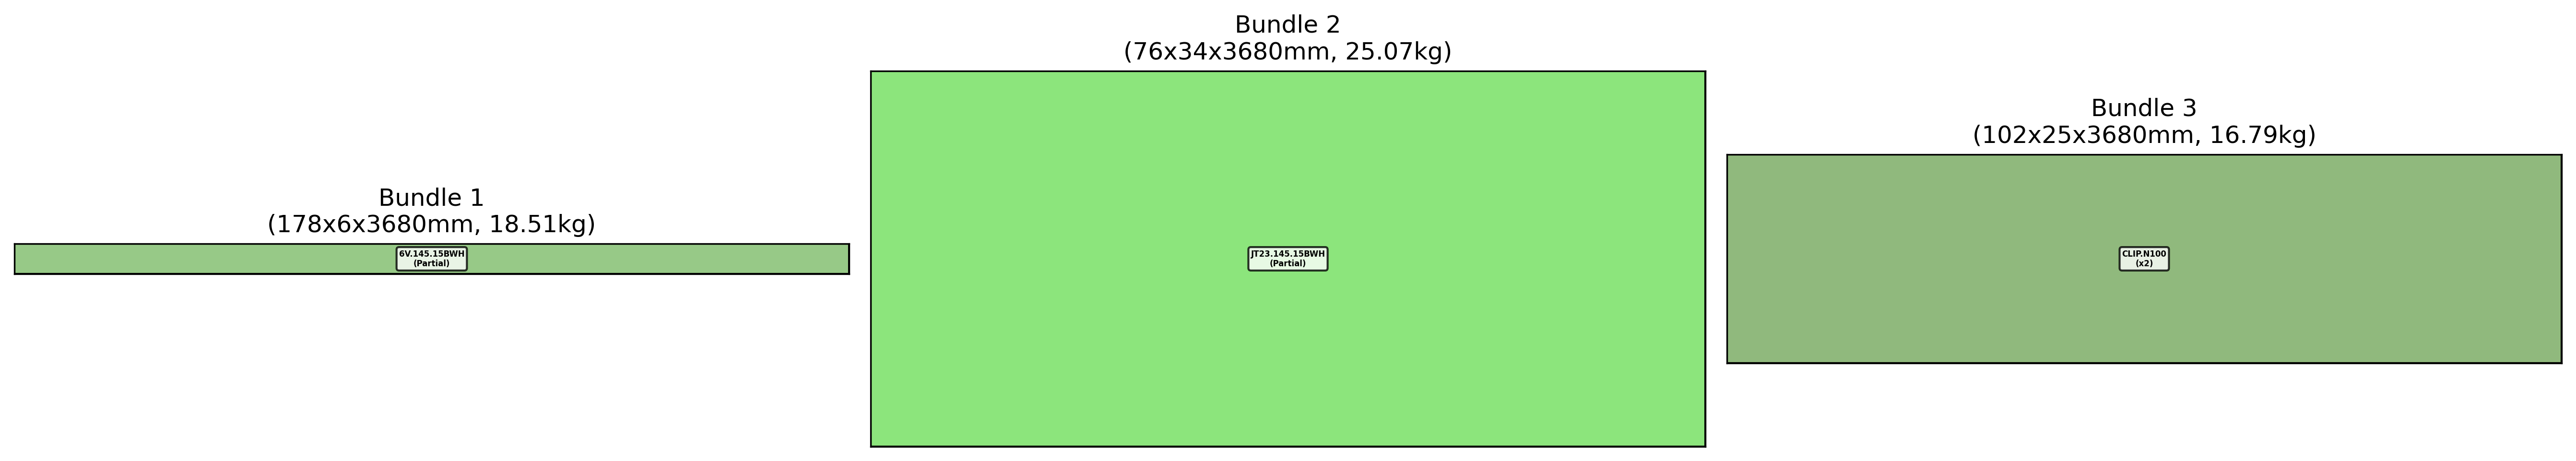 Bundle 1
(178x6x3680mm, 18.51kg)
6V.145.15BWH
(Partial)
Bundle 2
(76x34x3680mm, 25.07kg)
JT23.145.15BWH
(Partial)
Bundle 3
(102x25x3680mm, 16.79kg)
CLIP.N100
(x2)